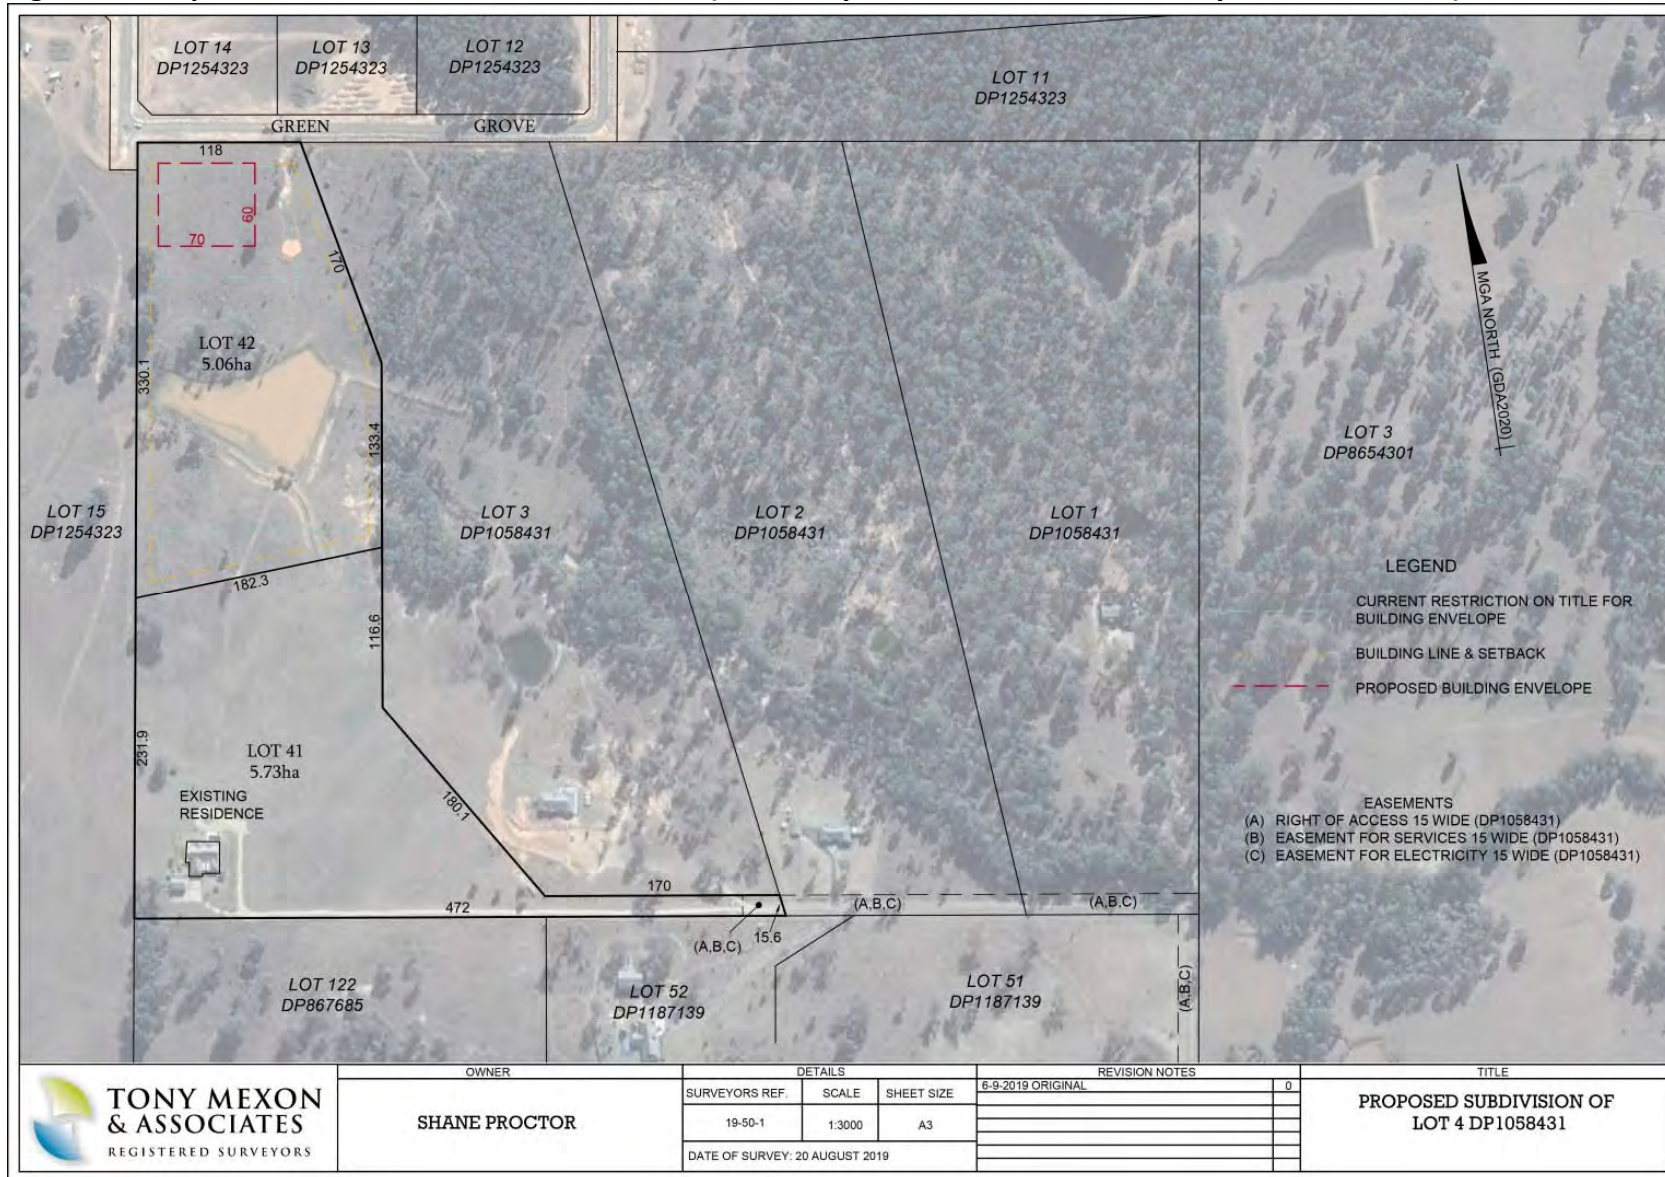 LOT 14
DP1254323
LOT 13
DP1254323
LOT 12
DP1254323
LOT 11
DP1254323
GREEN GROVE
118
60
70
170
MGA NORTH (GDA2020)
LOT 42
5.06ha
330.1
133.4
LOT 3
DP8654301
LOT 15
DP1254323
LOT 3
DP1058431
LOT 2
DP1058431
LOT 1
DP1058431
182.3
116.6
LEGEND
CURRENT RESTRICTION ON TITLE FOR
BUILDING ENVELOPE
BUILDING LINE & SETBACK
PROPOSED BUILDING ENVELOPE
231.9
LOT 41
5.73ha
EXISTING
RESIDENCE
180.1
EASEMENTS
(A) RIGHT OF ACCESS 15 WIDE (DP1058431)
(B) EASEMENT FOR SERVICES 15 WIDE (DP1058431)
(C) EASEMENT FOR ELECTRICITY 15 WIDE (DP1058431)
170
472
(A,B,C)
(A,B,C)
(A,B,C)
15.6
(A,B,C)
LOT 122
DP867685
LOT 52
DP1187139
LOT 51
DP1187139
TONY MEXON
& ASSOCIATES
REGISTERED SURVEYORS
OWNER
SHANE PROCTOR
DETAILS
SURVEYORS REF. SCALE SHEET SIZE
19-50-1 1:3000 A3
DATE OF SURVEY: 20 AUGUST 2019
REVISION NOTES
6-9-2019 ORIGINAL 0
TITLE
PROPOSED SUBDIVISION OF
LOT 4 DP1058431